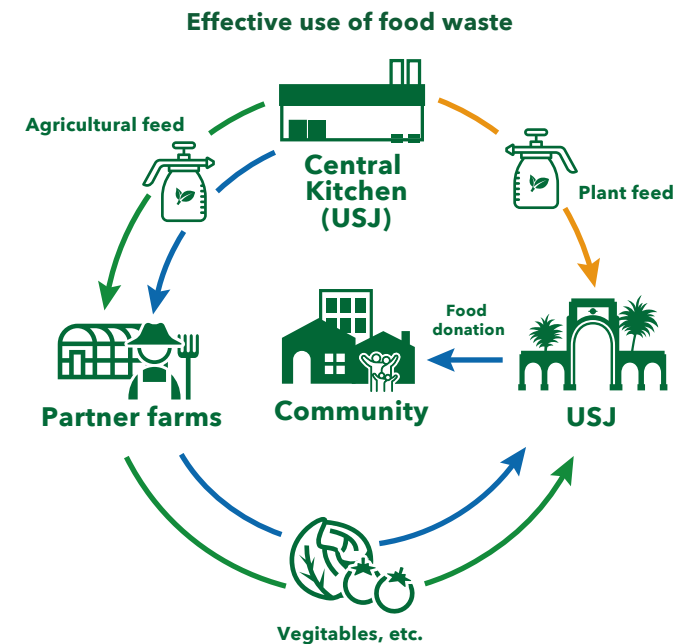 Effective use of food waste
Agricultural feed
Central
Kitchen
(USJ)
Plant feed
Food
donation
Partner farms
Community
USJ
Vegitables, etc.